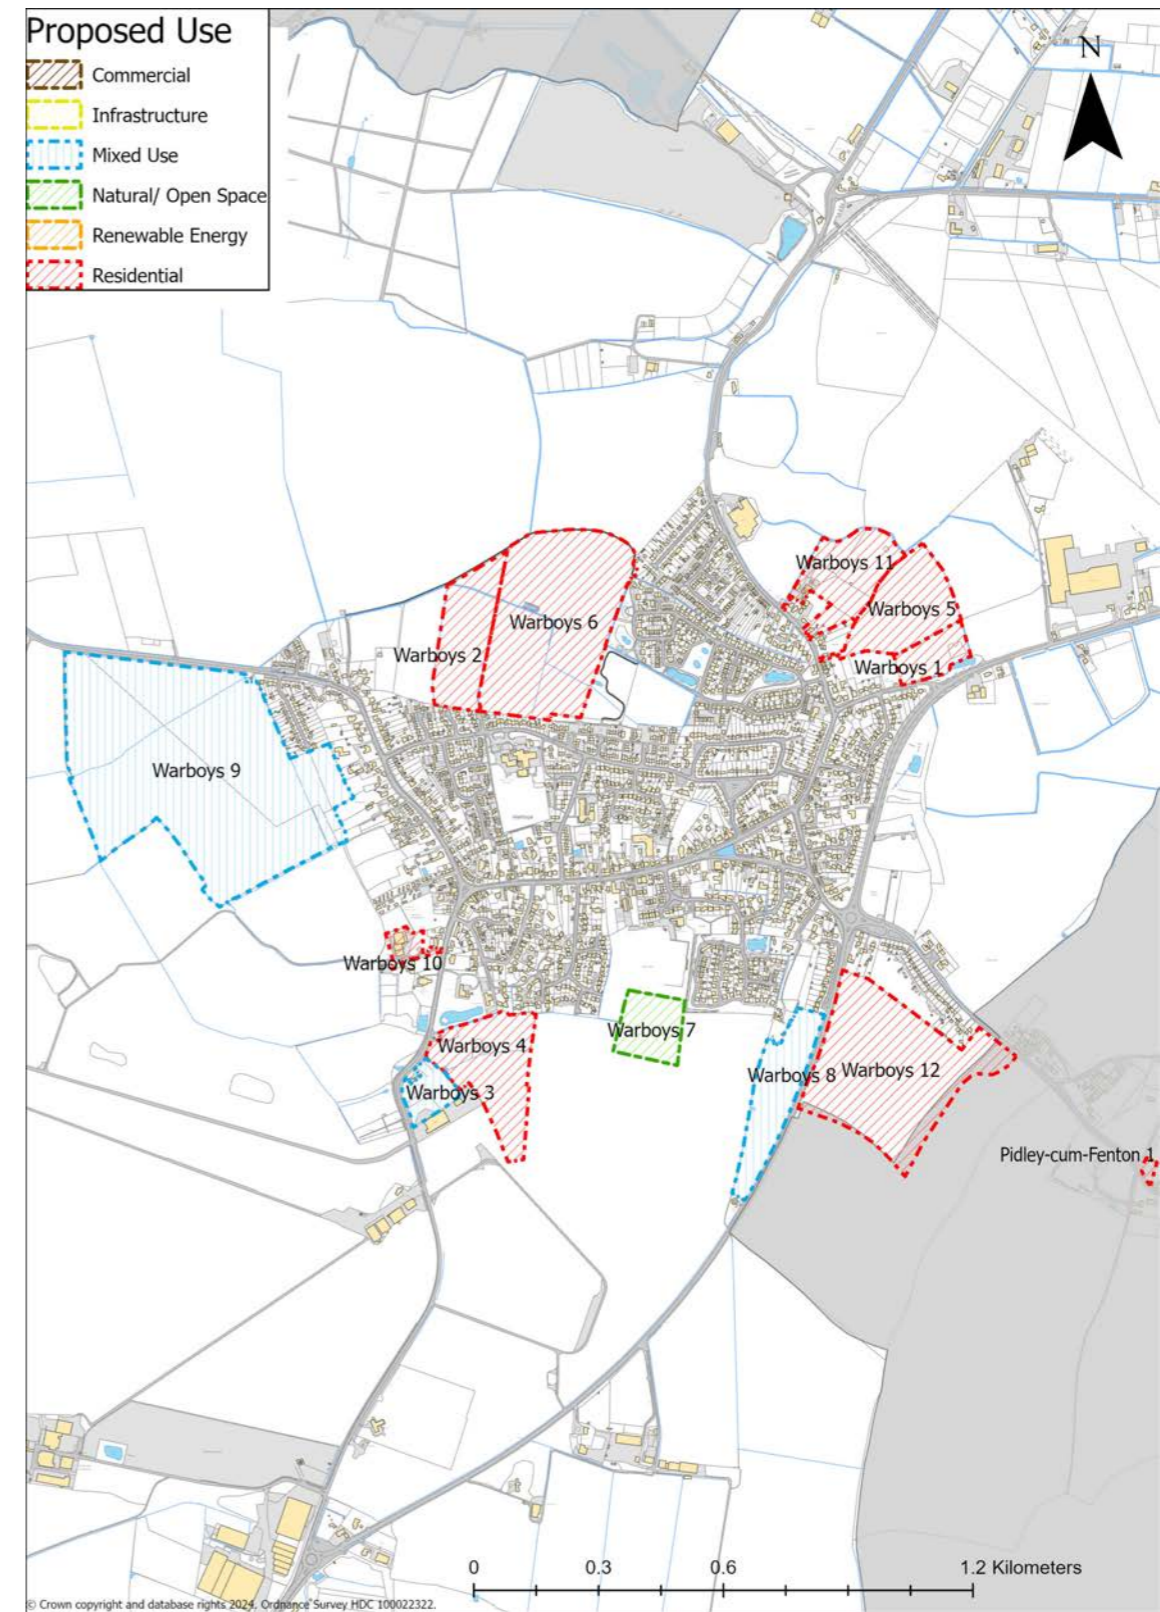 Proposed Use
Commercial
Infrastructure
Mixed Use
Natural/ Open Space
Renewable Energy
Residential
N
Warboys 11
Warboys 5
Warboys 6
Warboys 2
Warboys 1
Warboys 9
Warboys 10
Warboys 7
Warboys 4
Warboys 8
Warboys 12
Warboys 3
Pidley-cum-Fenton 1
0 0.3 0.6 1.2 Kilometers
© Crown copyright and database rights 2024. Ordnance Survey HDC 100022322.